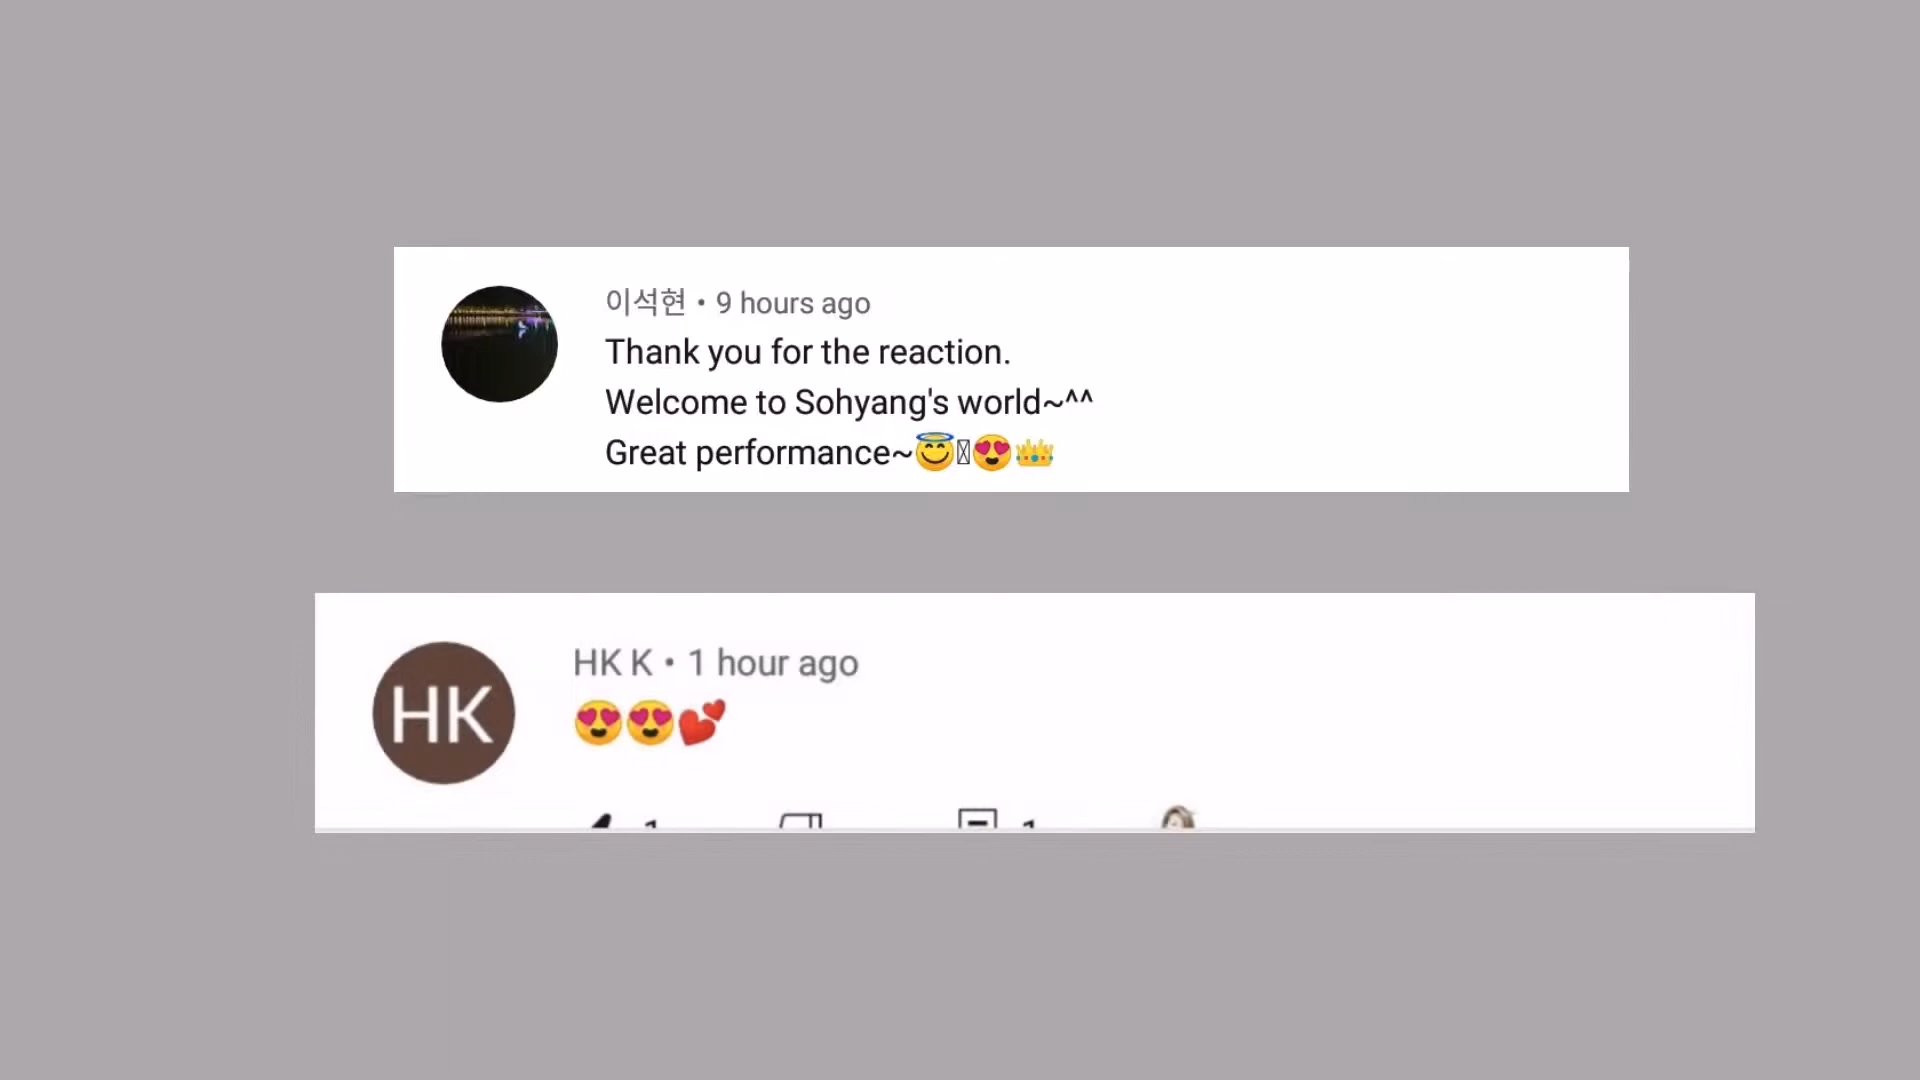 이석현 • 9 hours ago
Thank you for the reaction.
Welcome to Sohyang's world~^^
Great performance~😇😍👑
HK
HK K • 1 hour ago
😍😍💕